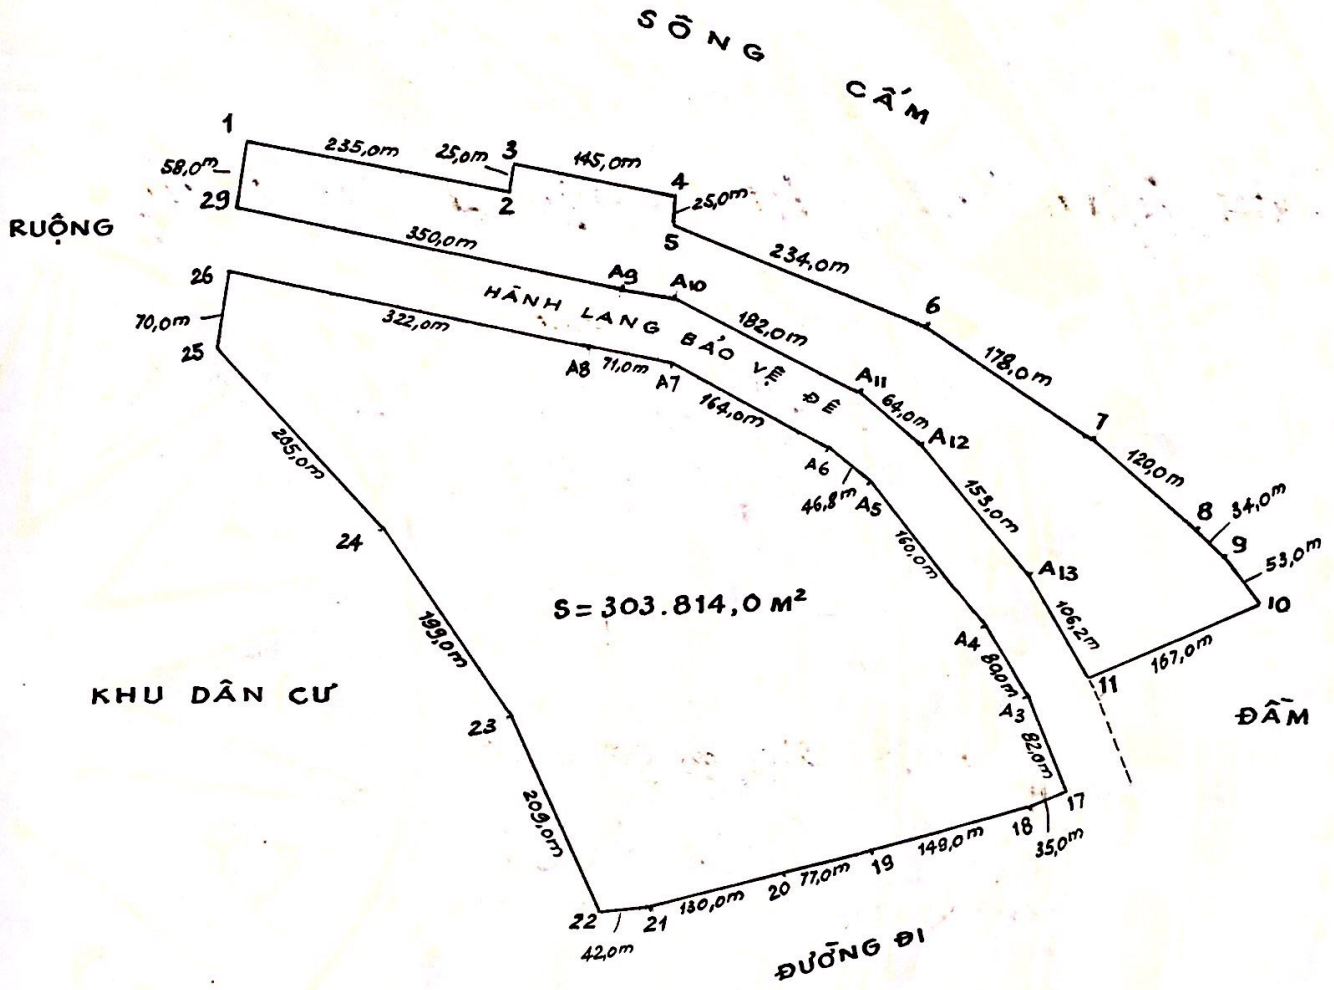 SÔNG CẤM
1
235,0m
25,0m
3
145,0m
4
58,0m
2
25,0m
29
5
RUỘNG
350,0m
234,0m
26
A9
A10
6
HÀNH LANG BẢO VỆ ĐÊ
70,0m
322,0m
182,0m
178,0m
25
A8
71,0m
A7
A11
164,0m
64,0m
7
A12
120,0m
205,0m
A6
46,8m
A5
153,0m
8
34,0m
24
160,0m
9
53,0m
A13
S = 303.814,0 M²
10
199,0m
106,2m
A4
80,0m
167,0m
KHU DÂN CƯ
11
A3
ĐẦM
23
82,0m
209,0m
17
18
35,0m
149,0m
19
77,0m
20
130,0m
22
21
42,0m
ĐƯỜNG ĐI